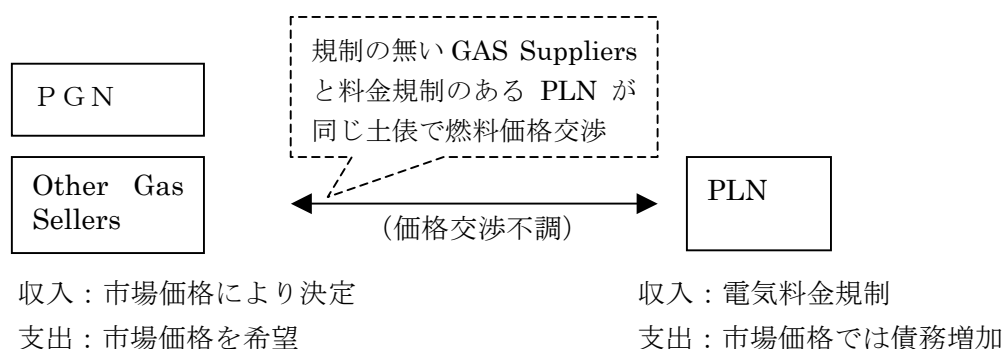 規制の無い GAS Suppliers
と料金規制のある PLN が
同じ土俵で燃料価格交渉
ＰＧＮ
Other Gas
Sellers
PLN
（価格交渉不調）
収入：市場価格により決定
支出：市場価格を希望
収入：電気料金規制
支出：市場価格では債務増加